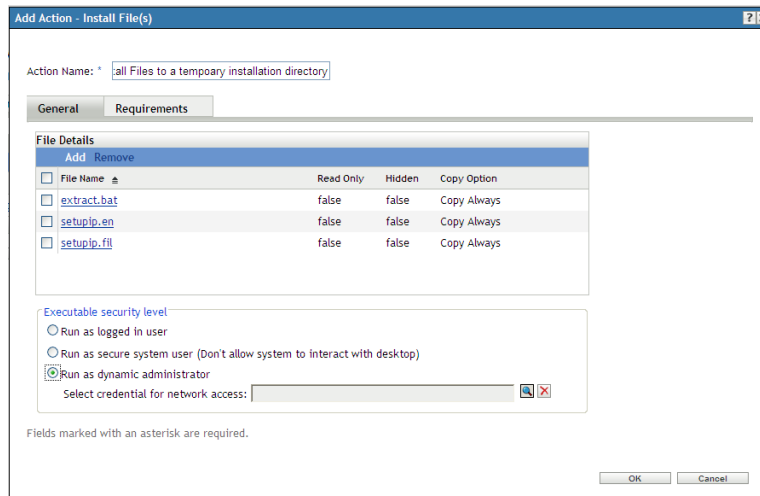 Add Action - Install File(s)
?
Action Name: * :all Files to a tempoary installation directory
General Requirements
File Details
Add Remove
File Name Read Only Hidden Copy Option
extract.bat false false Copy Always
setupip.en false false Copy Always
setupip.fil false false Copy Always
Executable security level
Run as logged in user
Run as secure system user (Don't allow system to interact with desktop)
Run as dynamic administrator
Select credential for network access:
Fields marked with an asterisk are required.
OK Cancel